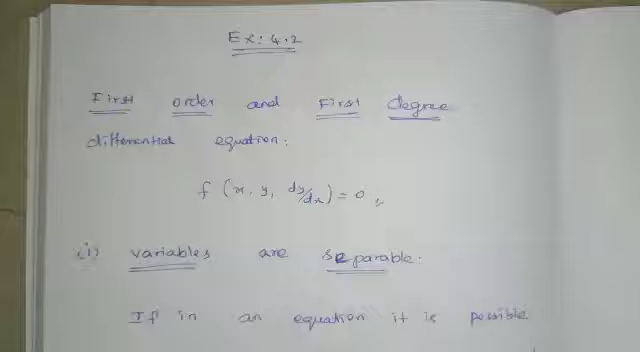 Ex: 4.2
First order and First degree
differential equation:
f (x, y, dy/dx) = 0,,
(i) variables are separable.
If in an equation it is possible